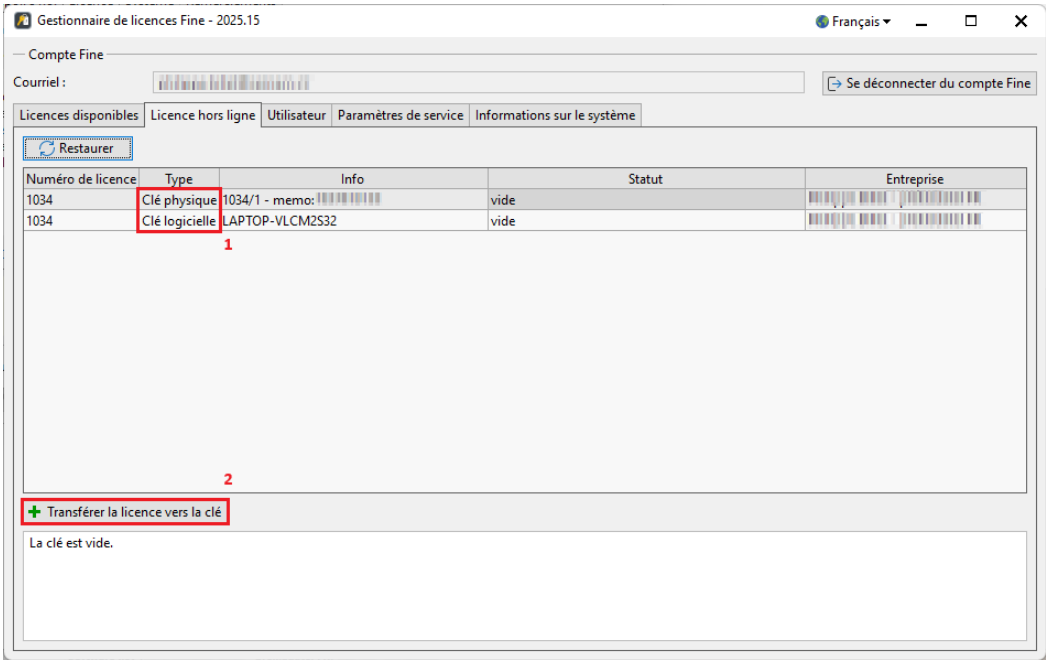 Gestionnaire de licences Fine - 2025.15 Français
Compte Fine
Courriel : Se déconnecter du compte Fine
Licences disponibles Licence hors ligne Utilisateur Paramètres de service Informations sur le système
Restaurer
Numéro de licence Type Info Statut Entreprise
1034 Clé physique 1034/1 - memo: vide
1034 Clé logicielle LAPTOP-VLCM2S32 vide
1
2
Transférer la licence vers la clé
La clé est vide.